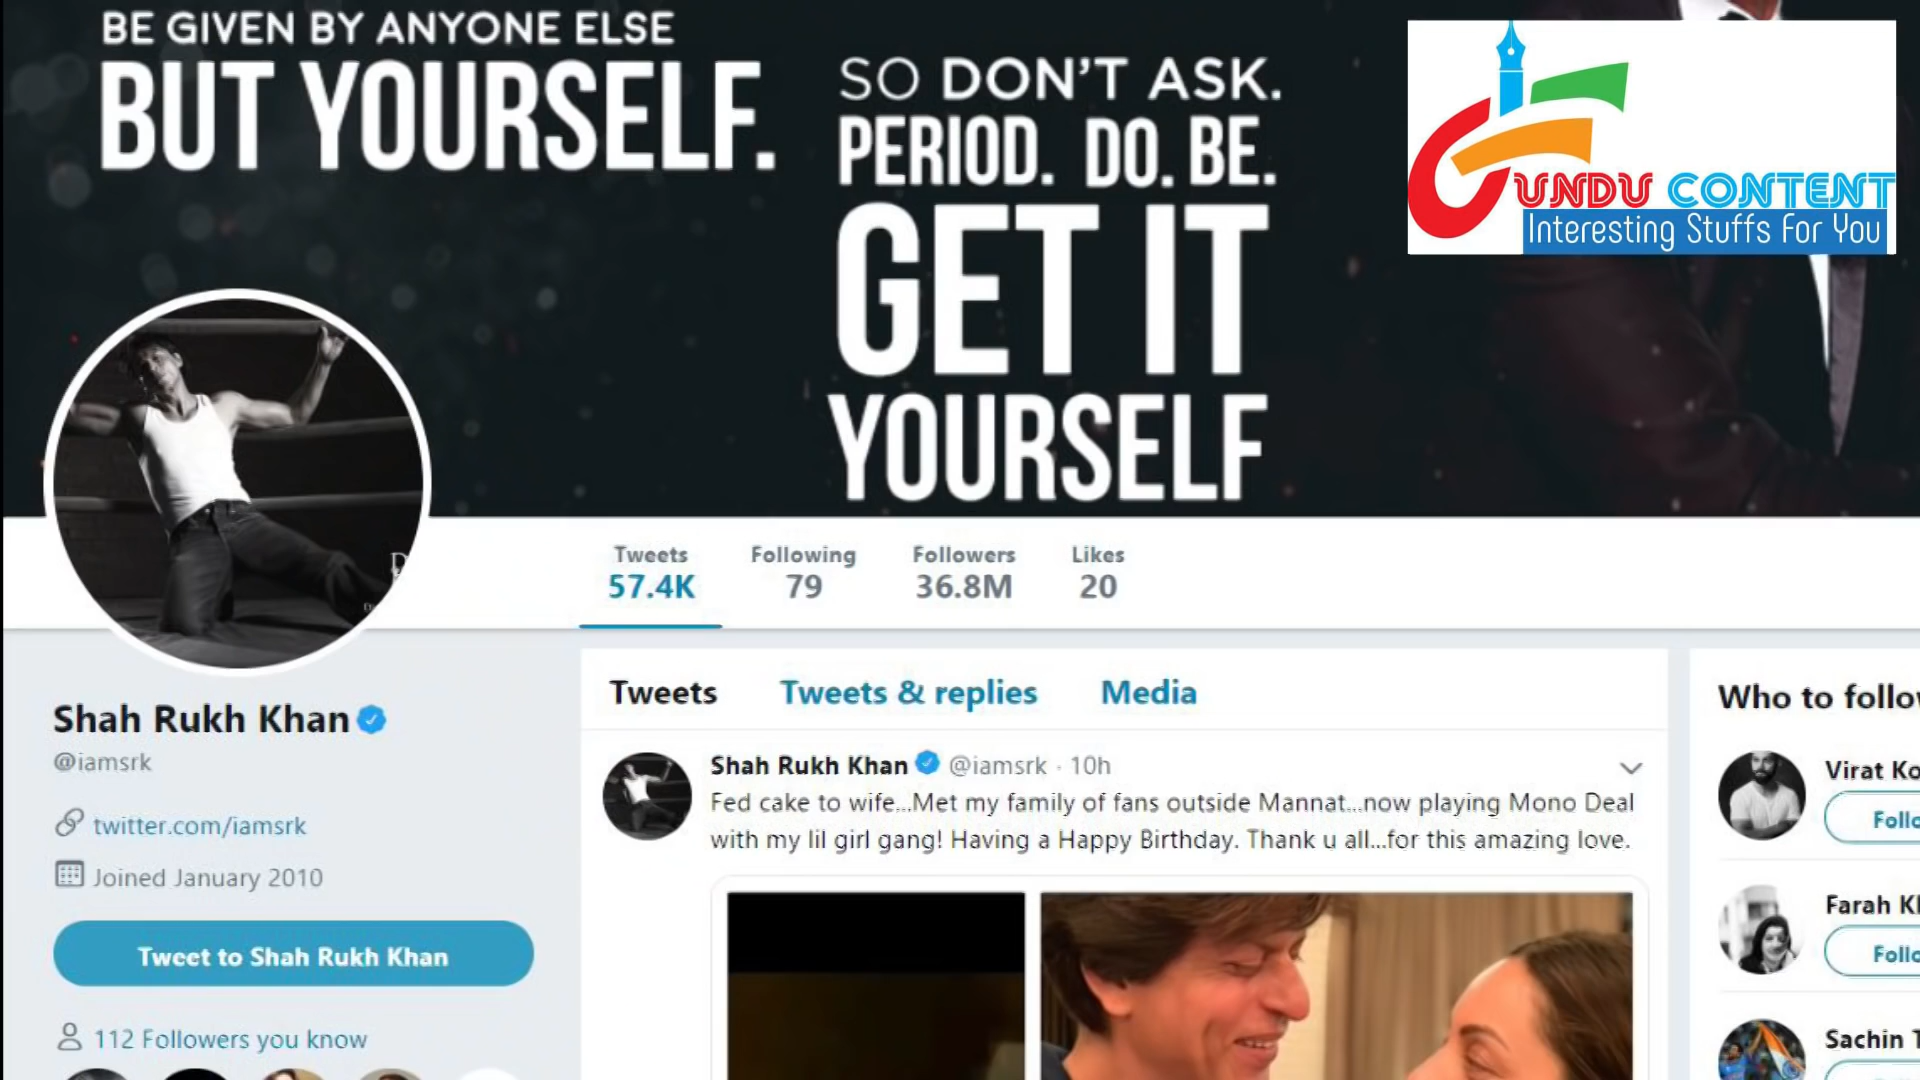 BE GIVEN BY ANYONE ELSE
BUT YOURSELF.
SO DON'T ASK.
PERIOD. DO. BE.
GET IT
YOURSELF
GUNDU CONTENT
Interesting Stuffs For You
Tweets Following Followers Likes
57.4K 79 36.8M 20
Shah Rukh Khan
@iamsrk
twitter.com/iamsrk
Joined January 2010
Tweet to Shah Rukh Khan
112 Followers you know
Tweets Tweets & replies Media
Shah Rukh Khan @iamsrk · 10h
Fed cake to wife...Met my family of fans outside Mannat...now playing Mono Deal
with my lil girl gang! Having a Happy Birthday. Thank u all...for this amazing love.
Who to follo
Virat Ko
Follo
Farah Kh
Follo
Sachin T